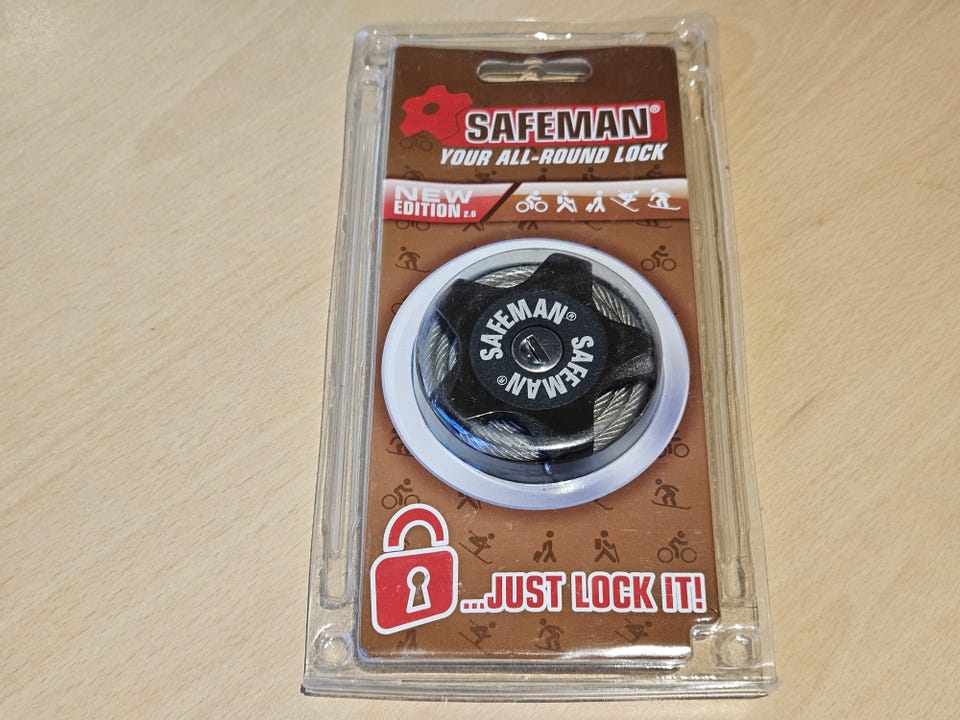 SAFEMAN®
YOUR ALL-ROUND LOCK
NEW
EDITION 2.0
SAFEMAN®
SAFEMAN®
...JUST LOCK IT!